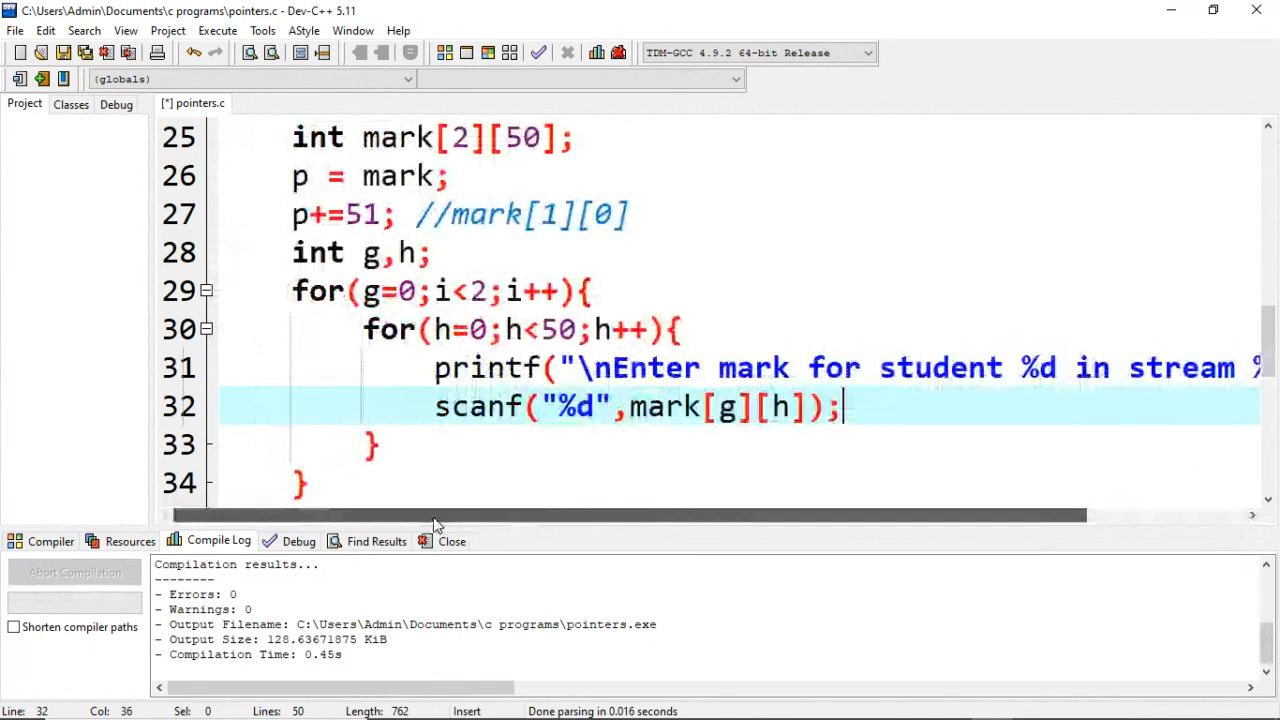 C:\Users\Admin\Documents\c programs\pointers.c - Dev-C++ 5.11
File Edit Search View Project Execute Tools AStyle Window Help
TDM-GCC 4.9.2 64-bit Release
(globals)
Project Classes Debug [*] pointers.c
25 int mark[2][50];
26 p = mark;
27 p+=51; //mark[1][0]
28 int g,h;
29 for(g=0;i<2;i++){
30 for(h=0;h<50;h++){
31 printf("\nEnter mark for student %d in stream %
32 scanf("%d",mark[g][h]);
33 }
34 }
Compiler Resources Compile Log Debug Find Results Close
Abort Compilation
Shorten compiler paths
Compilation results...
--------
- Errors: 0
- Warnings: 0
- Output Filename: C:\Users\Admin\Documents\c programs\pointers.exe
- Output Size: 128.63671875 KiB
- Compilation Time: 0.45s
Line: 32 Col: 36 Sel: 0 Lines: 50 Length: 762 Insert Done parsing in 0.016 seconds